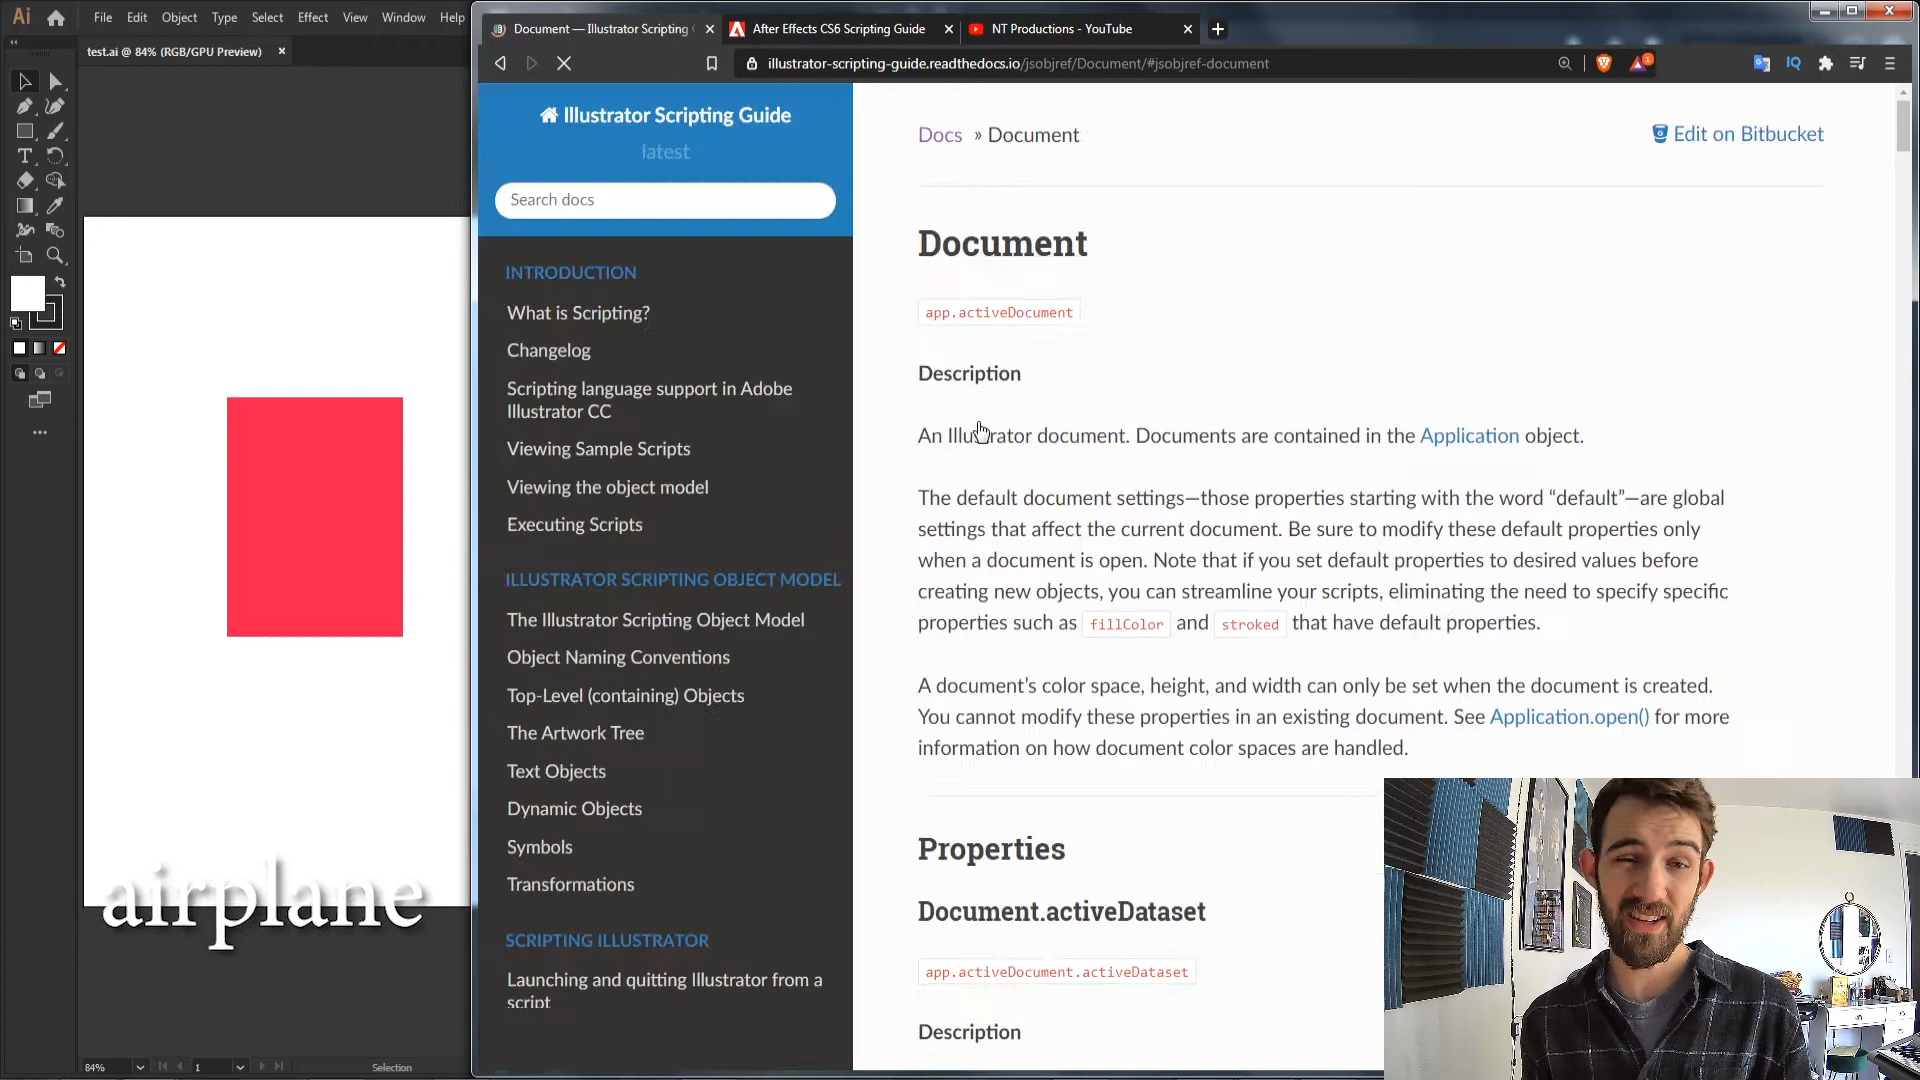 Ai
File Edit Object Type Select Effect View Window Help
test.ai @ 84% (RGB/GPU Preview) ×
airplane
84%
1
Selection
Document — Illustrator Scripting
After Effects CS6 Scripting Guide
NT Productions - YouTube
illustrator-scripting-guide.readthedocs.io/jsobjref/Document/#jsobjref-document
1
IQ
Illustrator Scripting Guide
latest
Search docs
INTRODUCTION
What is Scripting?
Changelog
Scripting language support in Adobe
Illustrator CC
Viewing Sample Scripts
Viewing the object model
Executing Scripts
ILLUSTRATOR SCRIPTING OBJECT MODEL
The Illustrator Scripting Object Model
Object Naming Conventions
Top-Level (containing) Objects
The Artwork Tree
Text Objects
Dynamic Objects
Symbols
Transformations
SCRIPTING ILLUSTRATOR
Launching and quitting Illustrator from a
script
Docs » Document
Edit on Bitbucket
Document
app.activeDocument
Description
An Illustrator document. Documents are contained in the Application object.
The default document settings—those properties starting with the word “default”—are global
settings that affect the current document. Be sure to modify these default properties only
when a document is open. Note that if you set default properties to desired values before
creating new objects, you can streamline your scripts, eliminating the need to specify specific
properties such as fillColor and stroked that have default properties.
A document’s color space, height, and width can only be set when the document is created.
You cannot modify these properties in an existing document. See Application.open() for more
information on how document color spaces are handled.
Properties
Document.activeDataset
app.activeDocument.activeDataset
Description